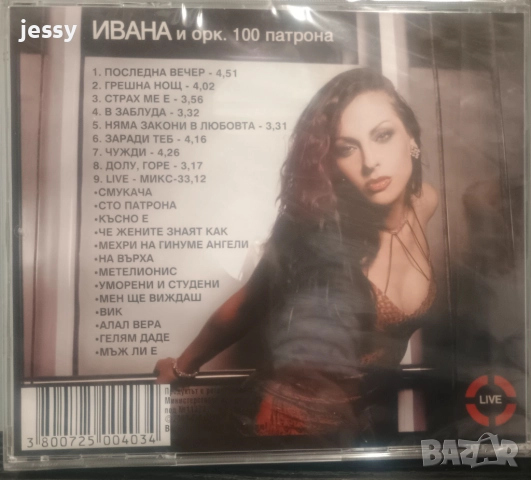 jessy
ИВАНА и орк. 100 патрона
1. ПОСЛЕДНА ВЕЧЕР - 4,51
2. ГРЕШНА НОЩ - 4,02
3. СТРАХ МЕ Е - 3,56
4. В ЗАБЛУДА - 3,32
5. НЯМА ЗАКОНИ В ЛЮБОВТА - 3,31
6. ЗАРАДИ ТЕБ - 4,16
7. ЧУЖДИ - 4,26
8. ДОЛУ, ГОРЕ - 3,17
9. LIVE - МИКС-33,12
•СМУКАЧА
•СТО ПАТРОНА
•КЪСНО Е
•ЧЕ ЖЕНИТЕ ЗНАЯТ КАК
•МЕХРИ НА ГИНУМЕ АНГЕЛИ
•НА ВЪРХА
•МЕТЕЛИОНИС
•УМОРЕНИ И СТУДЕНИ
•МЕН ЩЕ ВИЖДАШ
•ВИК
•АЛАЛ ВЕРА
•ГЕЛЯМ ДАДЕ
•МЪЖ ЛИ Е
3 800725 004034
LIVE
BAZAR